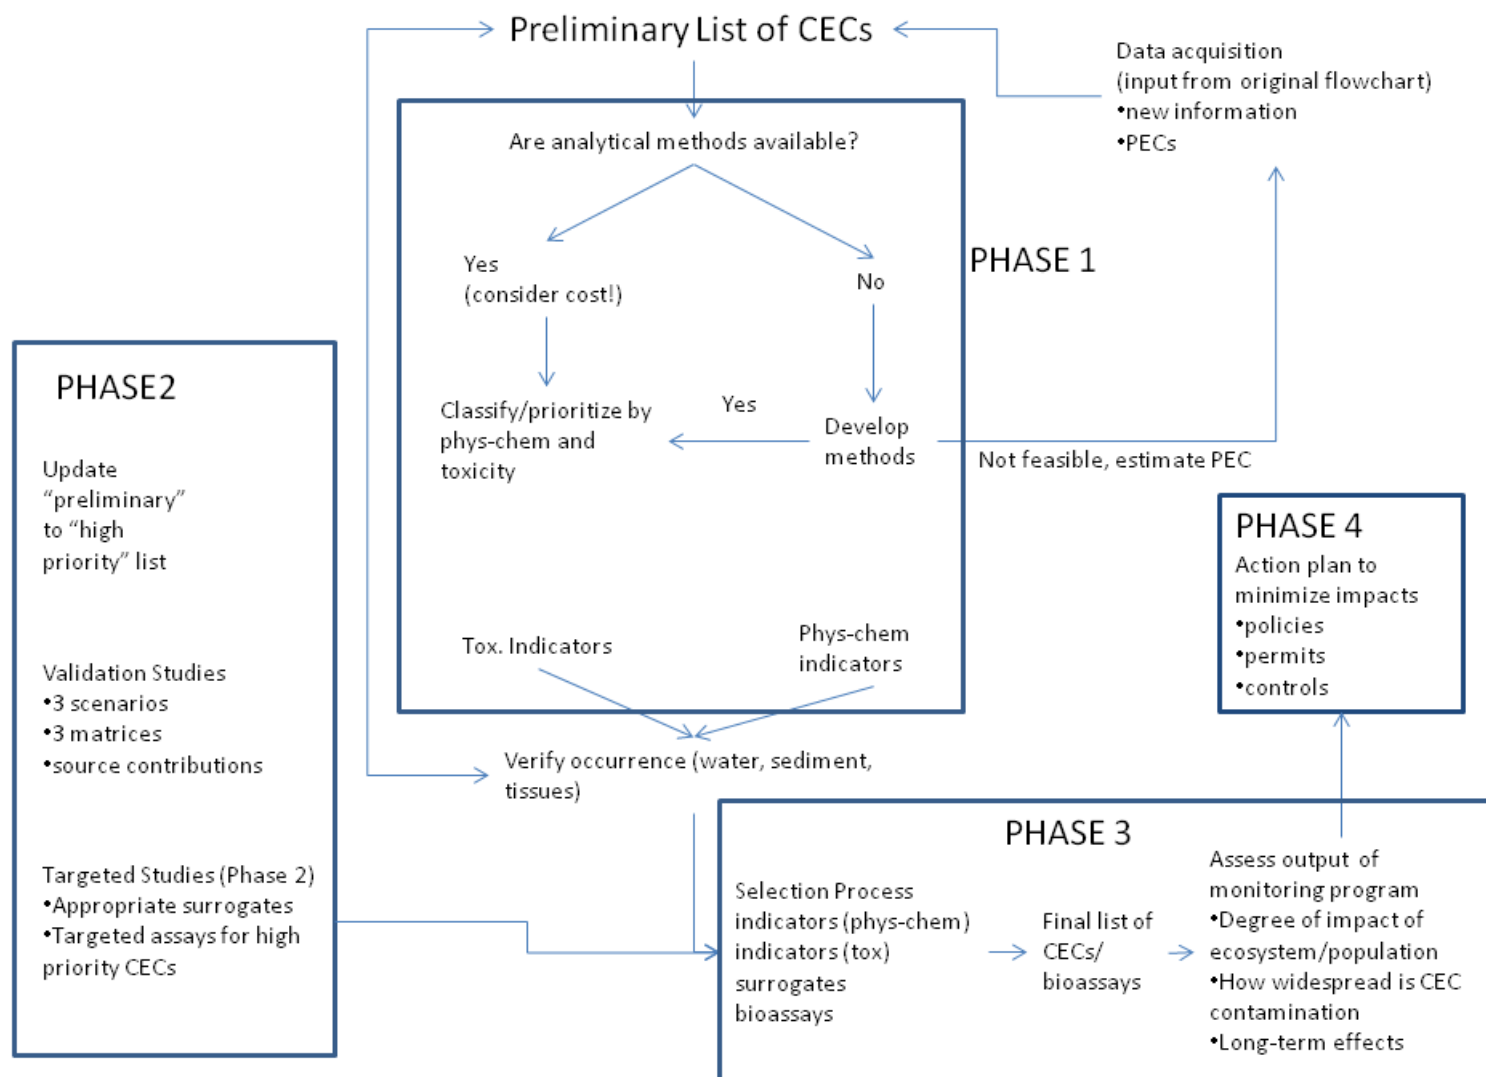 Preliminary List of CECs
Data acquisition
(input from original flowchart)
•new information
•PECs
Are analytical methods available?
PHASE 1
Yes
(consider cost!)
No
Classify/prioritize by
phys-chem and
toxicity
Yes
Develop
methods
Not feasible, estimate PEC
Tox. Indicators
Phys-chem
indicators
Verify occurrence (water, sediment,
tissues)
PHASE2
Update
“preliminary”
to “high
priority” list
Validation Studies
•3 scenarios
•3 matrices
•source contributions
Targeted Studies (Phase 2)
•Appropriate surrogates
•Targeted assays for high
priority CECs
PHASE 3
Selection Process
indicators (phys-chem)
indicators (tox)
surrogates
bioassays
Final list of
CECs/
bioassays
Assess output of
monitoring program
•Degree of impact of
ecosystem/population
•How widespread is CEC
contamination
•Long-term effects
PHASE 4
Action plan to
minimize impacts
•policies
•permits
•controls